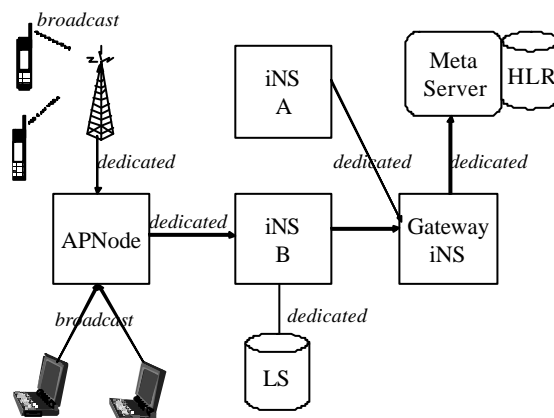 broadcast
iNS
A
Meta
Server
HLR
dedicated
dedicated
dedicated
APNode
dedicated
iNS
B
Gateway
iNS
broadcast
dedicated
LS